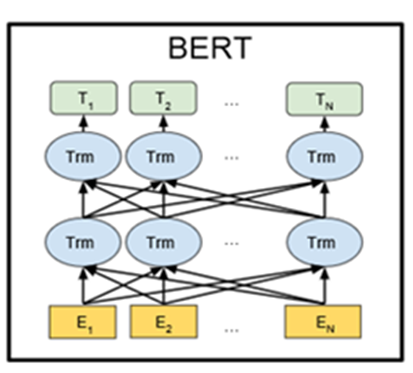 BERT
T1 T2 ... TN
Trm Trm ... Trm
Trm Trm ... Trm
E1 E2 ... EN